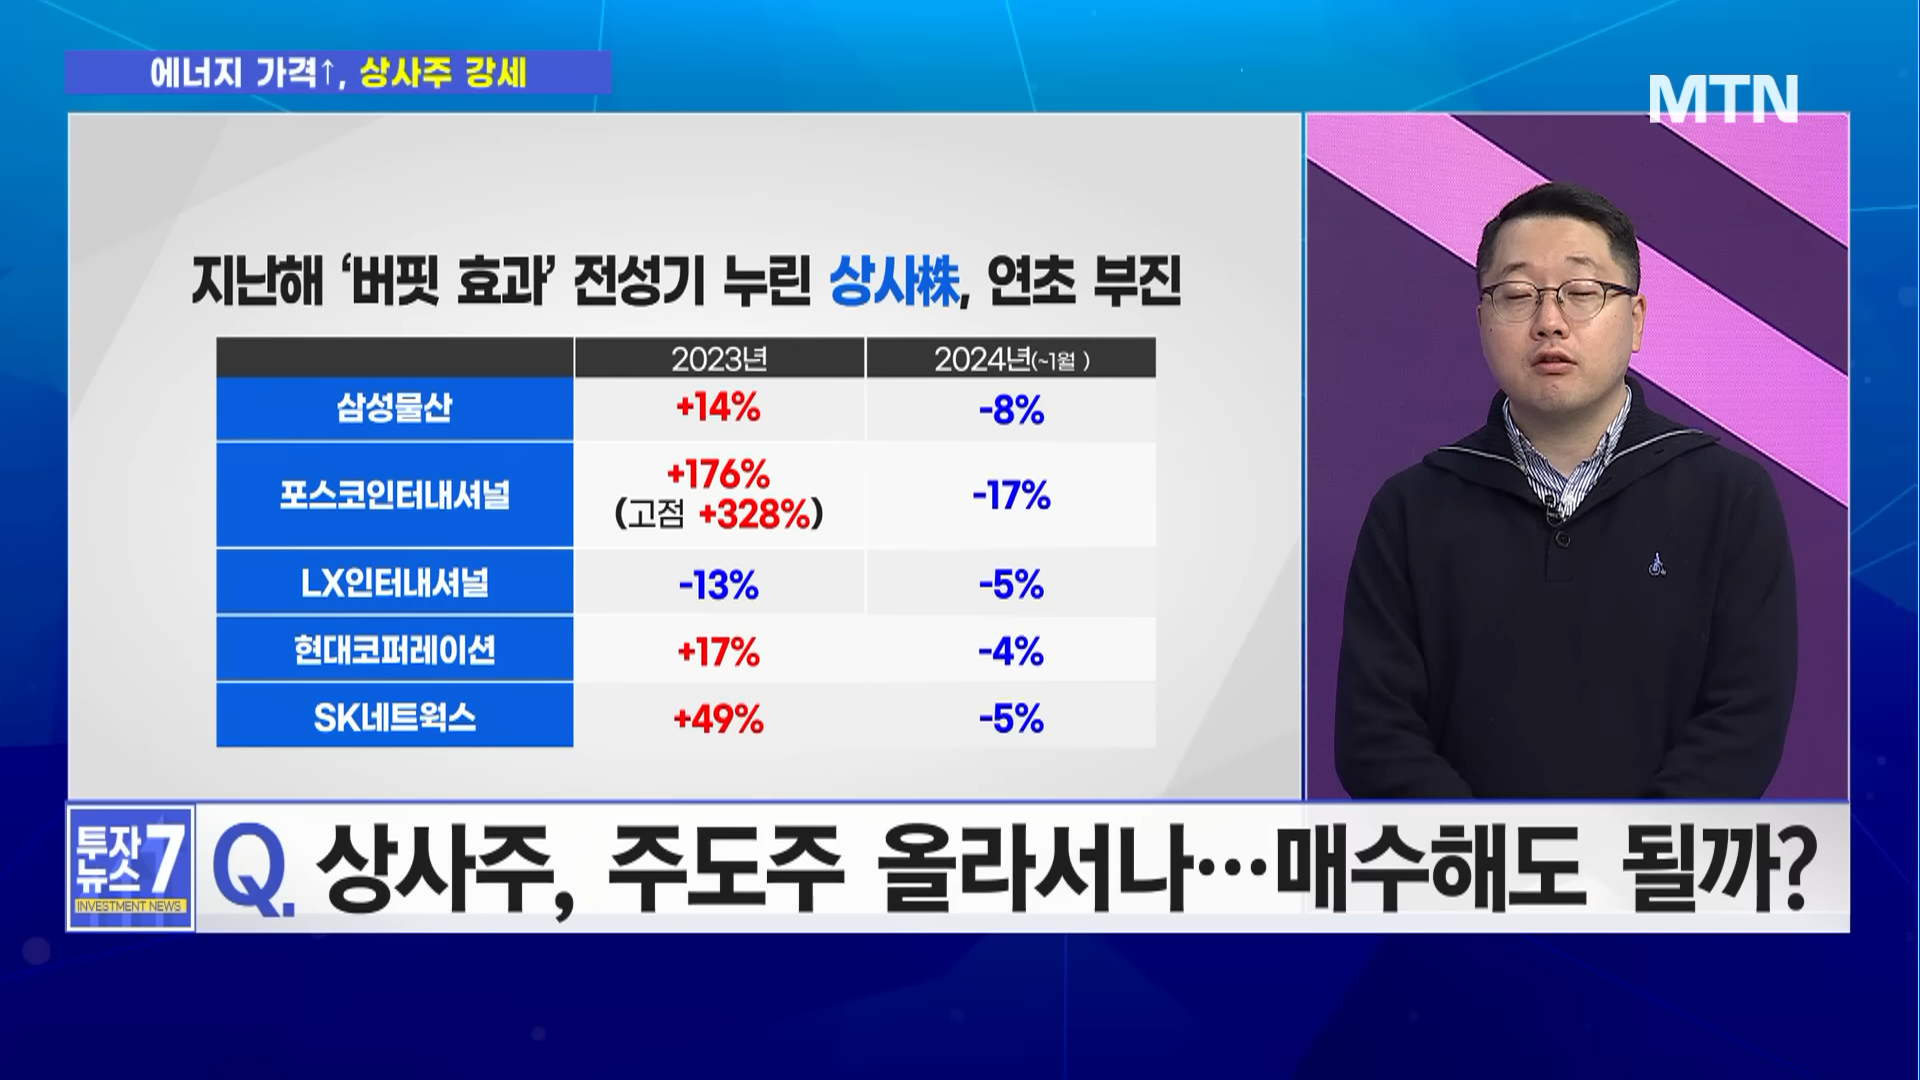 에너지 가격↑, 상사주 강세
MTN
지난해 ‘버핏 효과’ 전성기 누린 상사株, 연초 부진
2023년 2024년(~1월 )
삼성물산 +14% -8%
포스코인터내셔널 +176% (고점 +328%) -17%
LX인터내셔널 -13% -5%
현대코퍼레이션 +17% -4%
SK네트웍스 +49% -5%
투자뉴스7
INVESTMENT NEWS
Q. 상사주, 주도주 올라서나…매수해도 될까?